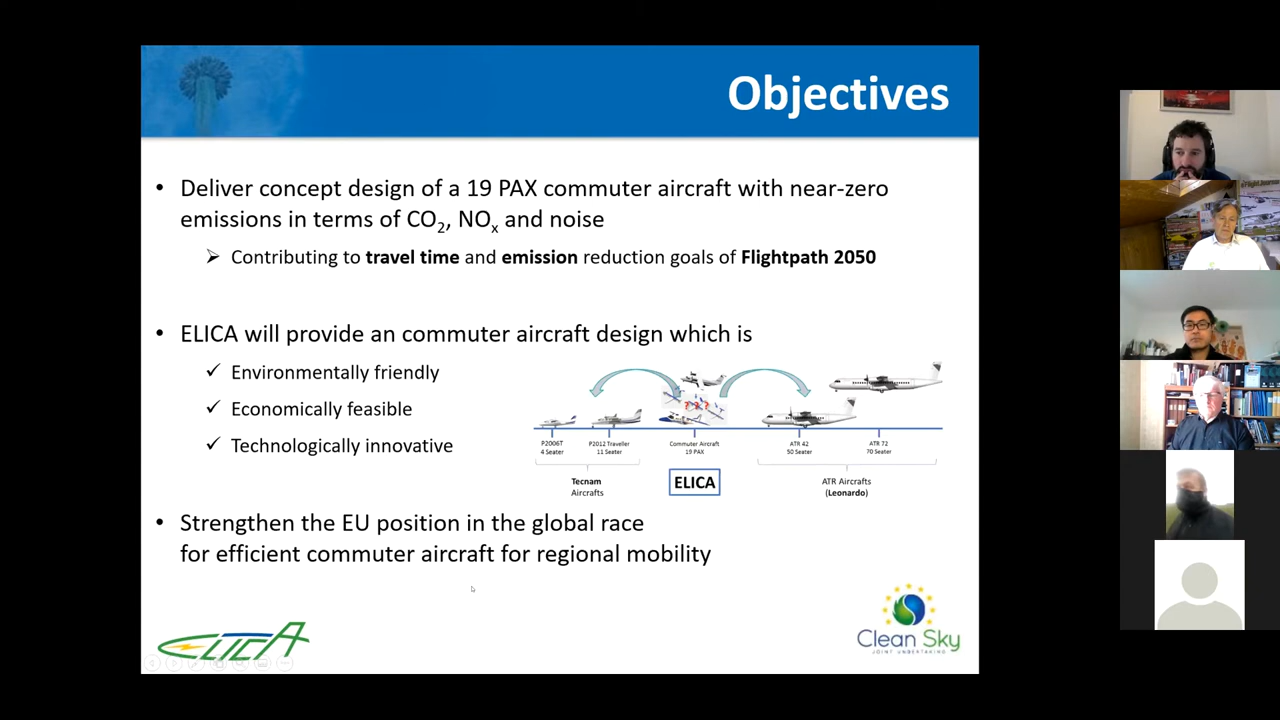 Objectives
• Deliver concept design of a 19 PAX commuter aircraft with near-zero
emissions in terms of CO₂, NOₓ and noise
➢ Contributing to travel time and emission reduction goals of Flightpath 2050
• ELICA will provide an commuter aircraft design which is
✓ Environmentally friendly
✓ Economically feasible
✓ Technologically innovative
P2006T
4 Seater
P2012 Traveller
11 Seater
Commuter Aircraft
19 PAX
ATR 42
50 Seater
ATR 72
70 Seater
Tecnam
Aircrafts
ELICA
ATR Aircrafts
(Leonardo)
• Strengthen the EU position in the global race
for efficient commuter aircraft for regional mobility
ELICA
Clean Sky
JOINT UNDERTAKING